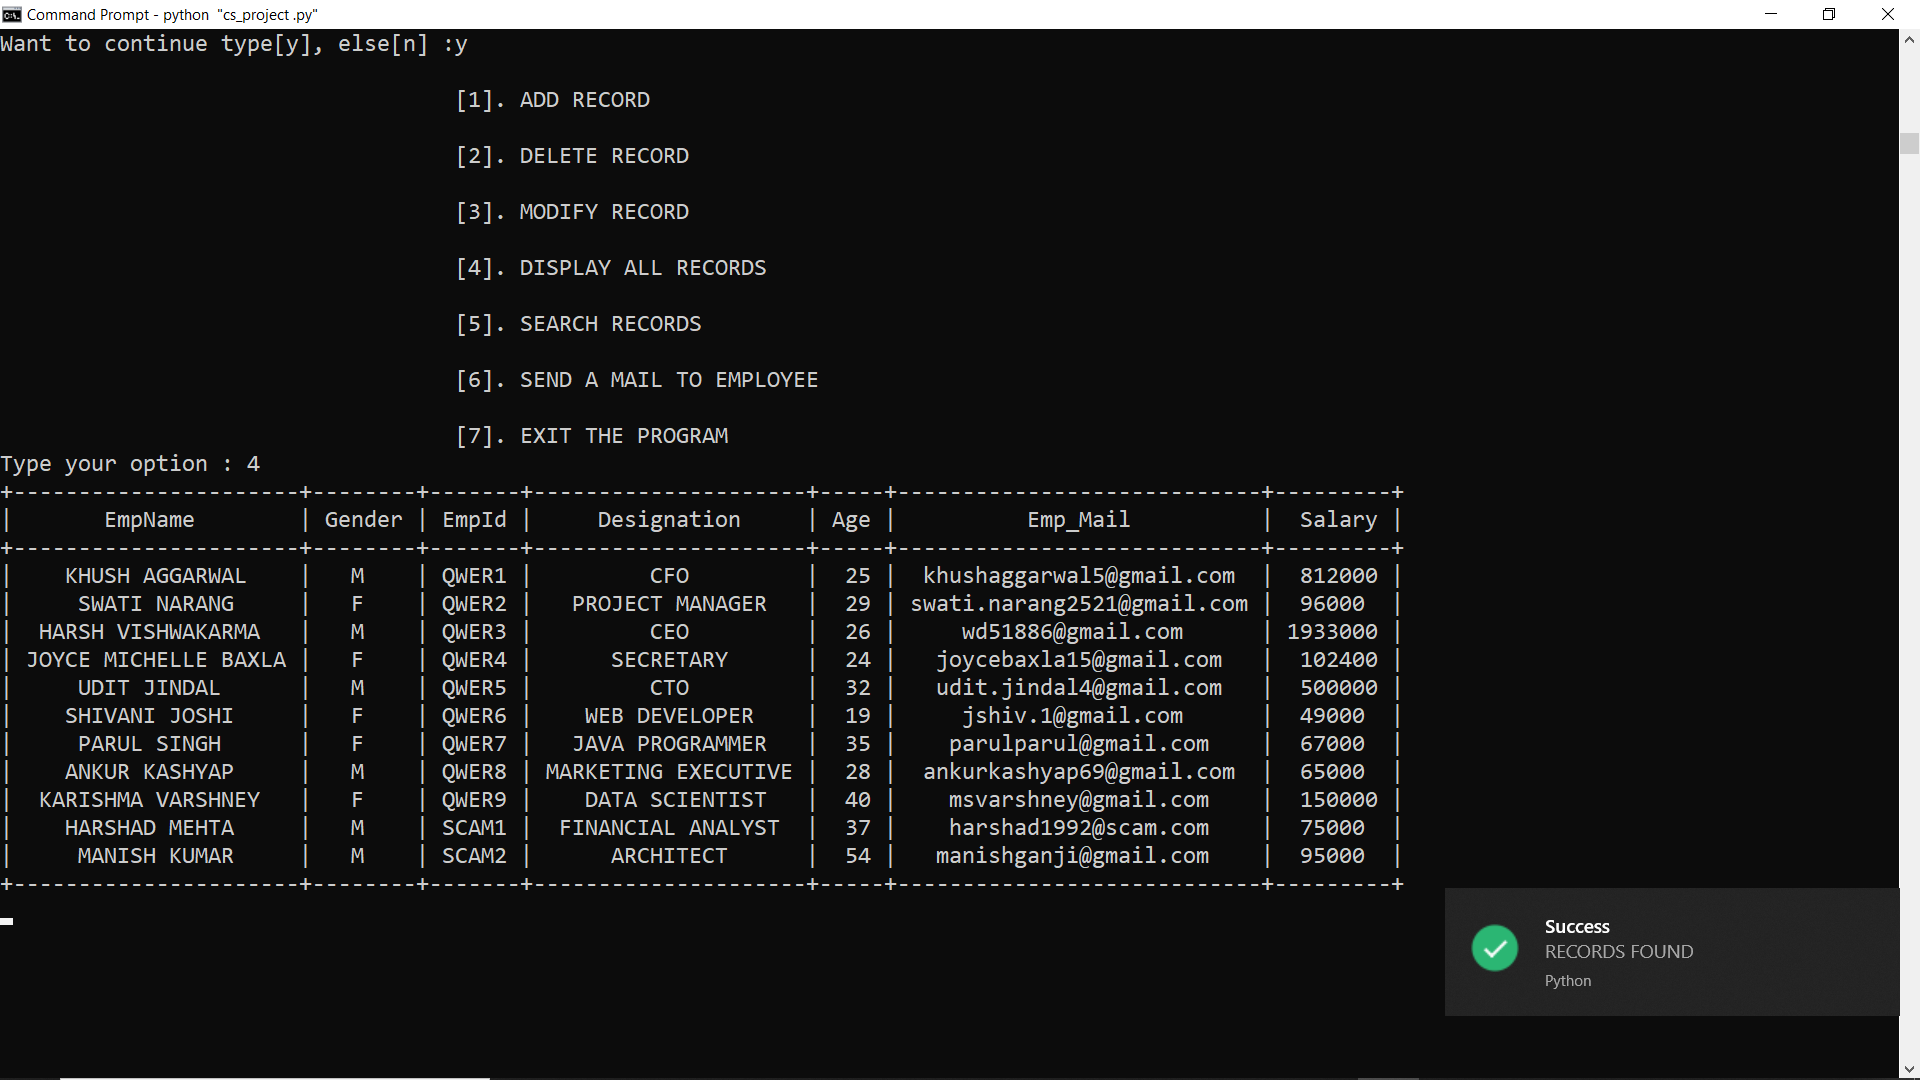 Command Prompt - python  "cs_project .py"
Want to continue type[y], else[n] :y
[1]. ADD RECORD
[2]. DELETE RECORD
[3]. MODIFY RECORD
[4]. DISPLAY ALL RECORDS
[5]. SEARCH RECORDS
[6]. SEND A MAIL TO EMPLOYEE
[7]. EXIT THE PROGRAM
Type your option : 4
+----------------------+--------+-------+---------------------+-----+----------------------------+---------+
|       EmpName        | Gender | EmpId |     Designation     | Age |          Emp_Mail          |  Salary |
+----------------------+--------+-------+---------------------+-----+----------------------------+---------+
|    KHUSH AGGARWAL    |   M    | QWER1 |         CFO         |  25 |  khushaggarwal5@gmail.com  |  812000 |
|     SWATI NARANG     |   F    | QWER2 |   PROJECT MANAGER   |  29 | swati.narang2521@gmail.com |  96000  |
|  HARSH VISHWAKARMA   |   M    | QWER3 |         CEO         |  26 |     wd51886@gmail.com      | 1933000 |
| JOYCE MICHELLE BAXLA |   F    | QWER4 |      SECRETARY      |  24 |   joycebaxla15@gmail.com   |  102400 |
|     UDIT JINDAL      |   M    | QWER5 |         CTO         |  32 |   udit.jindal4@gmail.com   |  500000 |
|    SHIVANI JOSHI     |   F    | QWER6 |    WEB DEVELOPER    |  19 |     jshiv.1@gmail.com      |  49000  |
|     PARUL SINGH      |   F    | QWER7 |   JAVA PROGRAMMER   |  35 |    parulparul@gmail.com    |  67000  |
|    ANKUR KASHYAP     |   M    | QWER8 | MARKETING EXECUTIVE |  28 |  ankurkashyap69@gmail.com  |  65000  |
|  KARISHMA VARSHNEY   |   F    | QWER9 |    DATA SCIENTIST   |  40 |    msvarshney@gmail.com    |  150000 |
|    HARSHAD MEHTA     |   M    | SCAM1 |  FINANCIAL ANALYST  |  37 |    harshad1992@scam.com    |  75000  |
|     MANISH KUMAR     |   M    | SCAM2 |      ARCHITECT      |  54 |   manishganji@gmail.com    |  95000  |
+----------------------+--------+-------+---------------------+-----+----------------------------+---------+
Success
RECORDS FOUND
Python